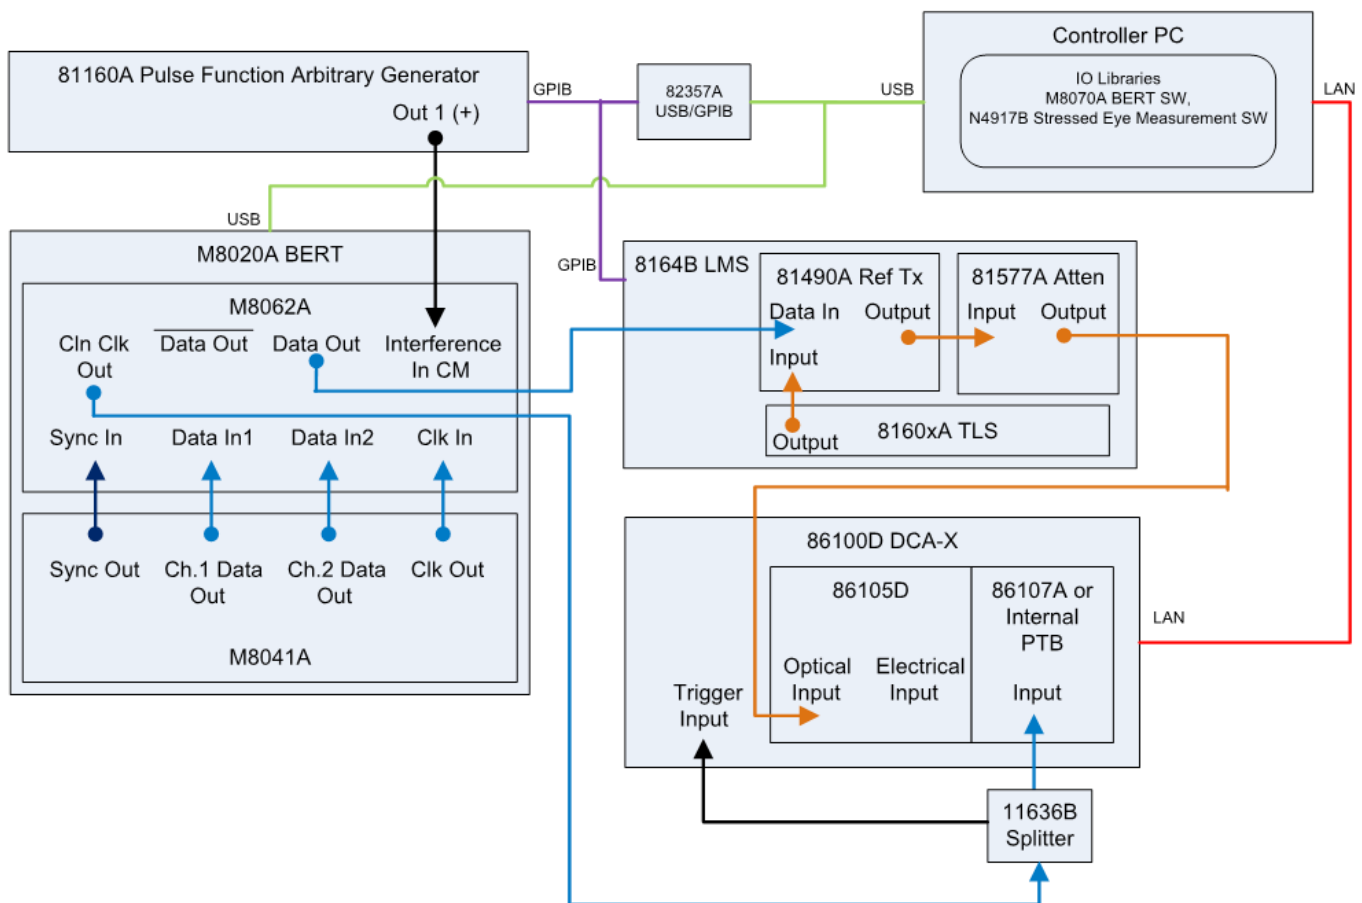 81160A Pulse Function Arbitrary Generator
Out 1 (+)
GPIB
82357A
USB/GPIB
USB
Controller PC
IO Libraries
M8070A BERT SW,
N4917B Stressed Eye Measurement SW
LAN
USB
M8020A BERT
M8062A
Cln Clk
Out
Data Out
Data Out
Interference
In CM
Sync In
Data In1
Data In2
Clk In
Sync Out
Ch.1 Data
Out
Ch.2 Data
Out
Clk Out
M8041A
GPIB
8164B LMS
81490A Ref Tx
Data In
Output
Input
81577A Atten
Input
Output
Output
8160xA TLS
86100D DCA-X
86105D
Optical
Input
Electrical
Input
86107A or
Internal
PTB
Input
Trigger
Input
LAN
11636B
Splitter